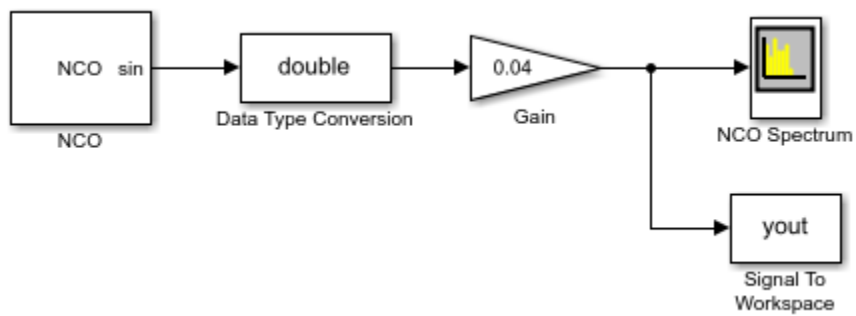 NCO sin
NCO
double
Data Type Conversion
0.04
Gain
NCO Spectrum
yout
Signal To
Workspace